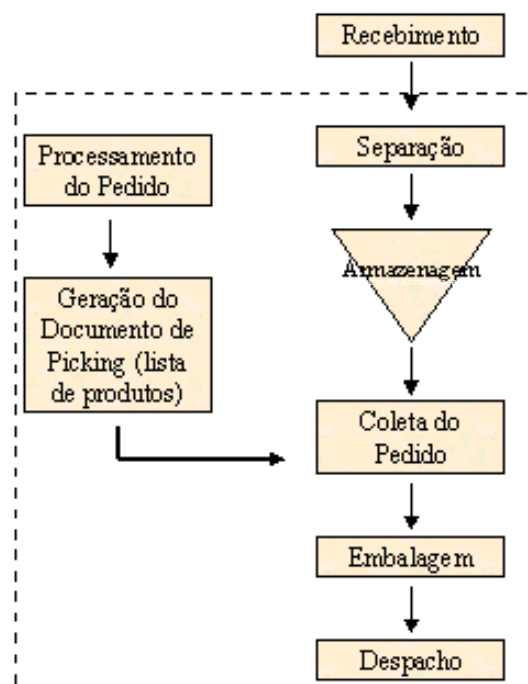 Recebimento
Separação
Processamento
do Pedido
Armazenagem
Geração do
Documento de
Picking (lista
de produtos)
Coleta do
Pedido
Embalagem
Despacho